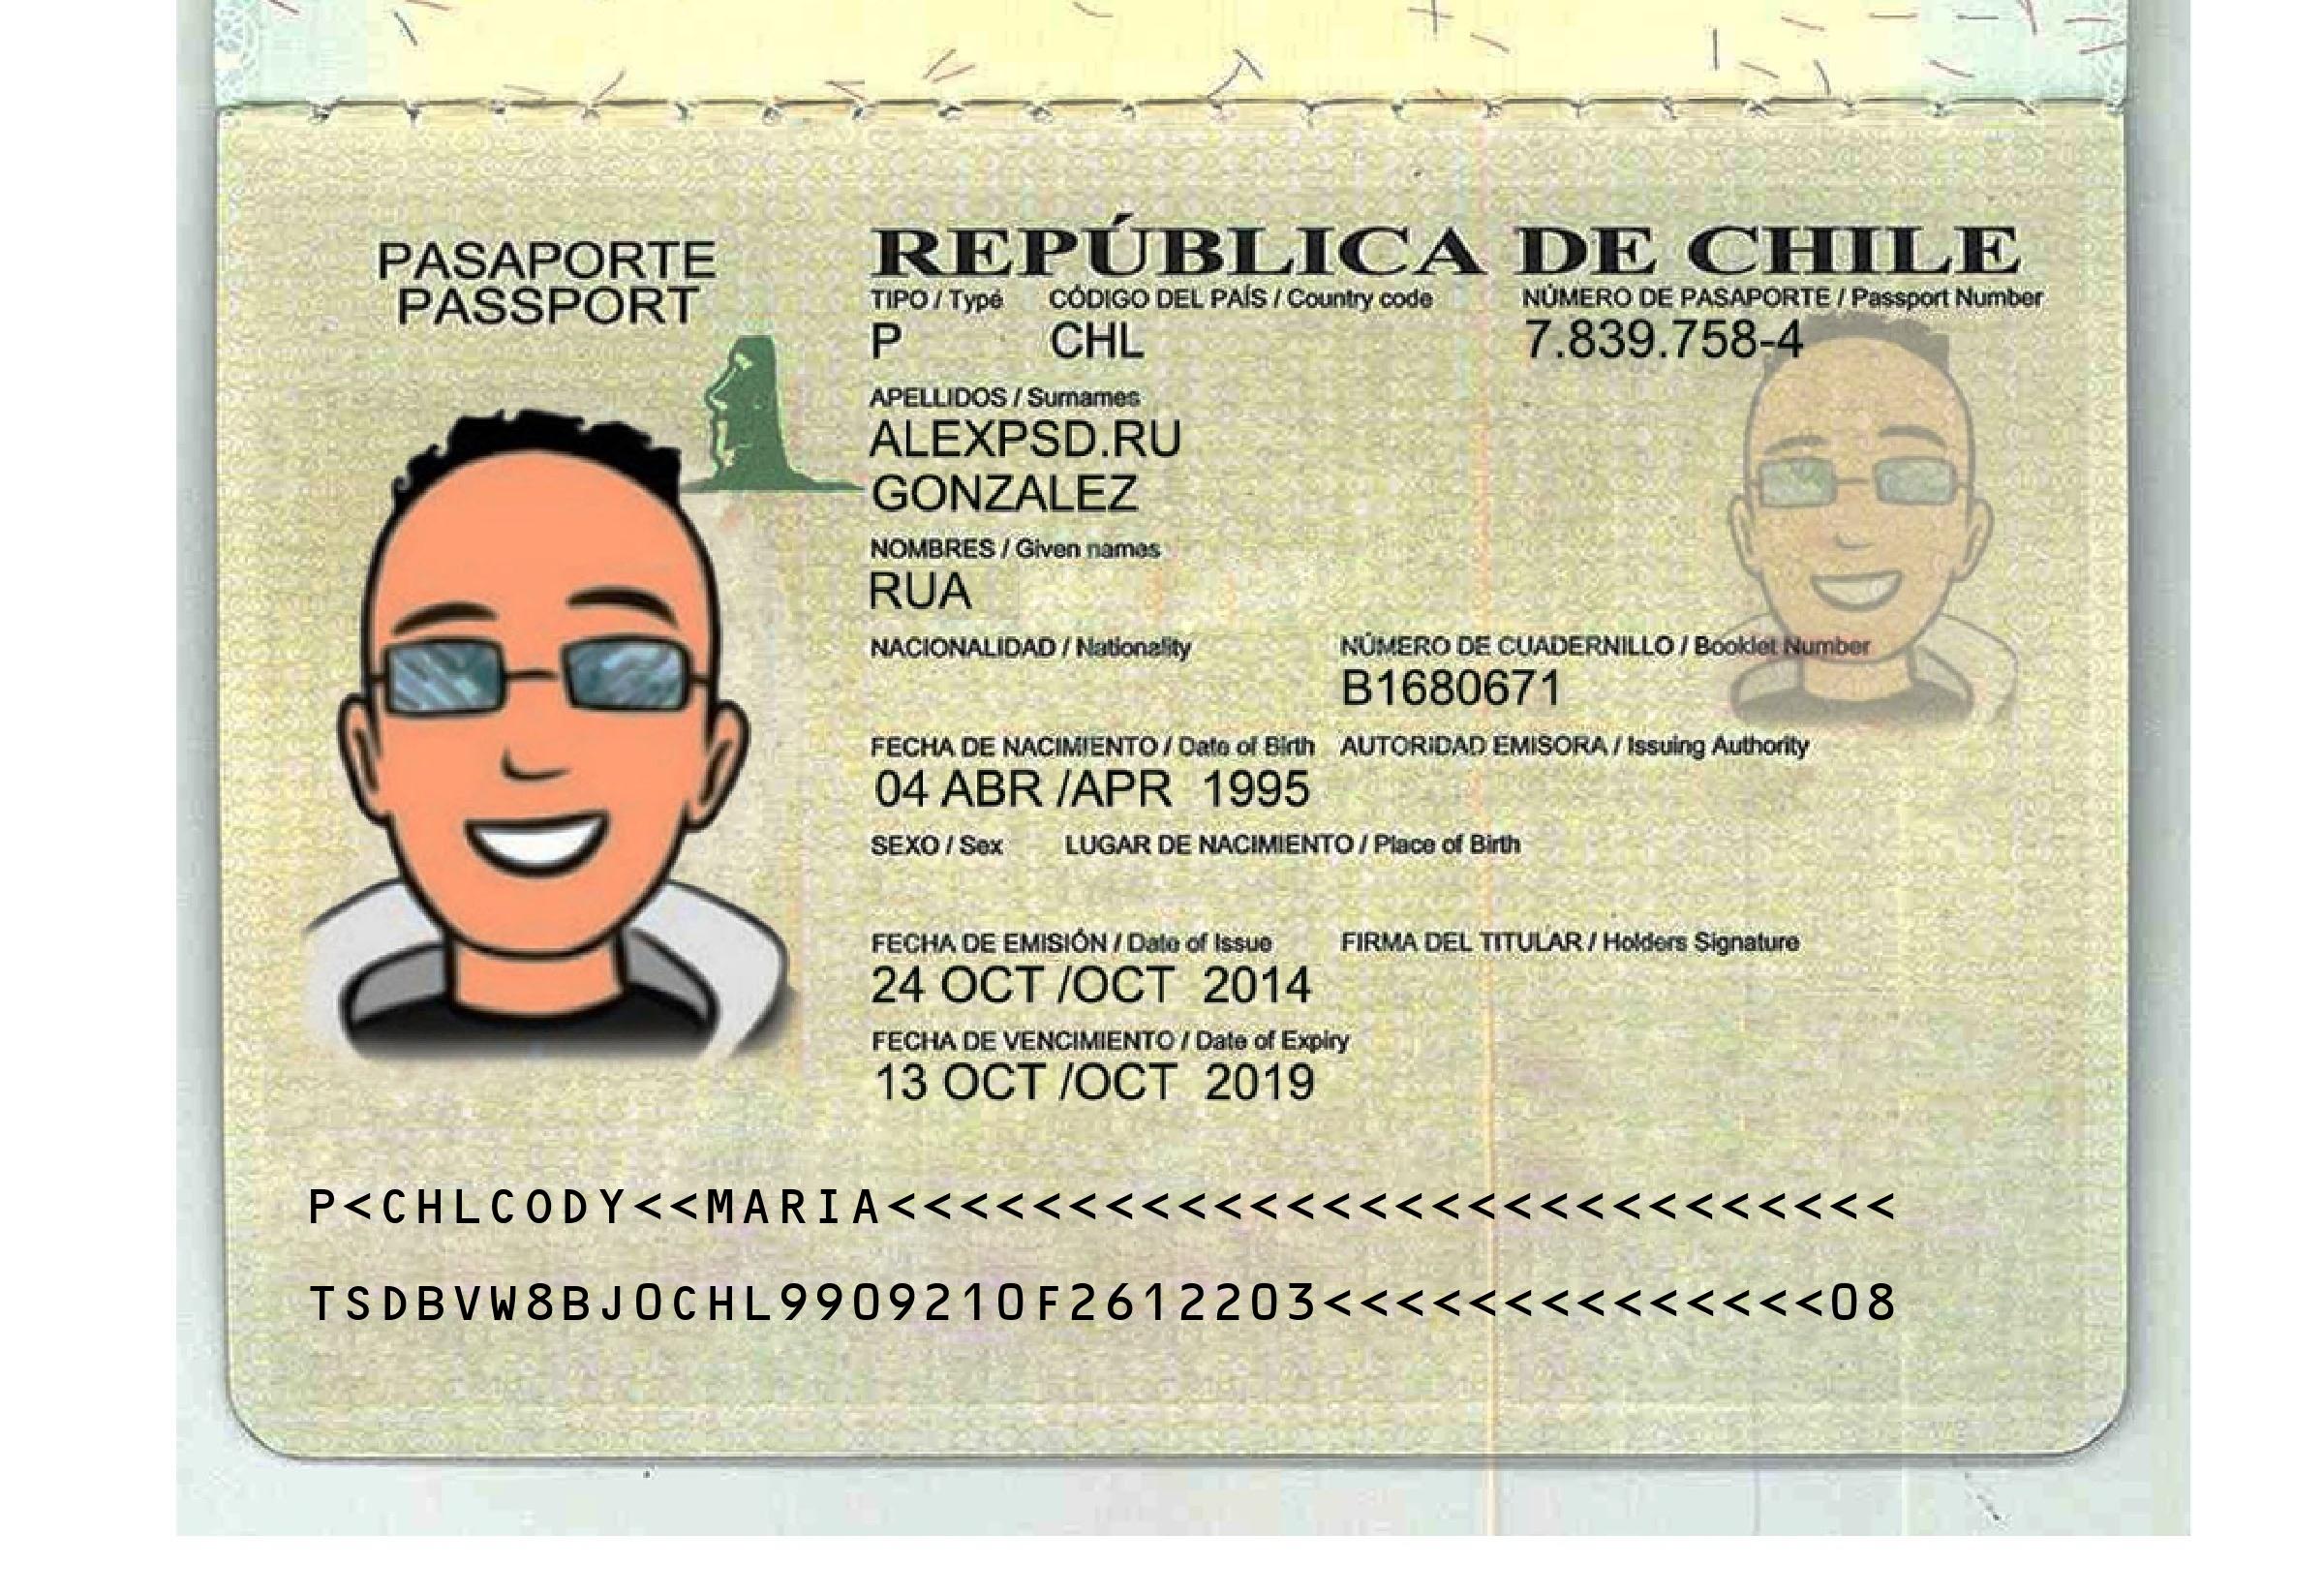 PASAPORTE
PASSPORT
REPÚBLICA DE CHILE
TIPO / Typé CÓDIGO DEL PAÍS / Country code NÚMERO DE PASAPORTE / Passport Number
P CHL 7.839.758-4
APELLIDOS / Surnames
ALEXPSD.RU
GONZALEZ
NOMBRES / Given names
RUA
NACIONALIDAD / Nationality NÚMERO DE CUADERNILLO / Booklet Number
B1680671
FECHA DE NACIMIENTO / Date of Birth AUTORIDAD EMISORA / Issuing Authority
04 ABR /APR 1995
SEXO / Sex LUGAR DE NACIMIENTO / Place of Birth
FECHA DE EMISIÓN / Date of Issue FIRMA DEL TITULAR / Holders Signature
24 OCT /OCT 2014
FECHA DE VENCIMIENTO / Date of Expiry
13 OCT /OCT 2019
P<CHLCODY<<MARIA<<<<<<<<<<<<<<<<<<<<<<<<<<<<
TSDBVW8BJ0CHL9909210F2612203<<<<<<<<<<<<<<08